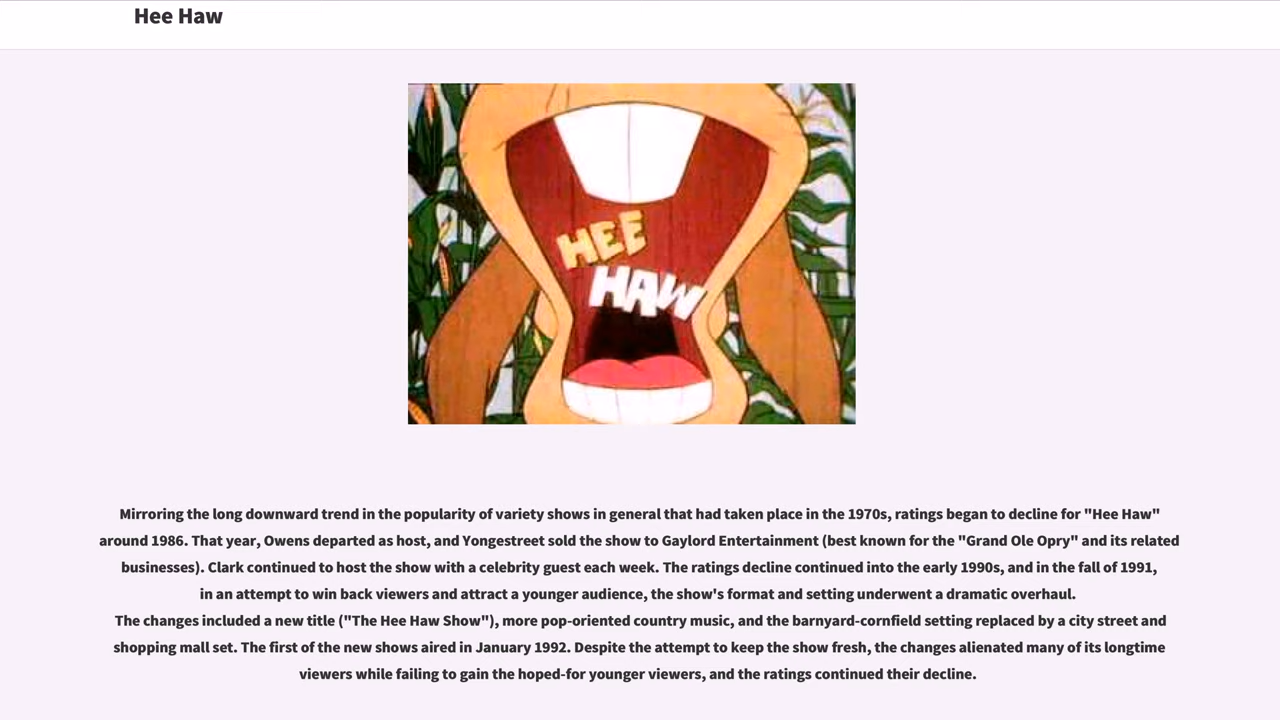 Hee Haw
HEE
HAW
Mirroring the long downward trend in the popularity of variety shows in general that had taken place in the 1970s, ratings began to decline for "Hee Haw"
around 1986. That year, Owens departed as host, and Yongestreet sold the show to Gaylord Entertainment (best known for the "Grand Ole Opry" and its related
businesses). Clark continued to host the show with a celebrity guest each week. The ratings decline continued into the early 1990s, and in the fall of 1991,
in an attempt to win back viewers and attract a younger audience, the show's format and setting underwent a dramatic overhaul.
The changes included a new title ("The Hee Haw Show"), more pop-oriented country music, and the barnyard-cornfield setting replaced by a city street and
shopping mall set. The first of the new shows aired in January 1992. Despite the attempt to keep the show fresh, the changes alienated many of its longtime
viewers while failing to gain the hoped-for younger viewers, and the ratings continued their decline.